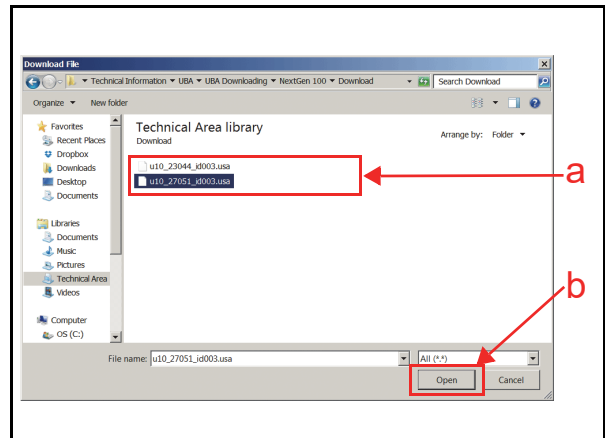 Download File
Technical Information UBA UBA Downloading NextGen 100 Download Search Download
Organize New folder
Favorites
Recent Places
Dropbox
Downloads
Desktop
Documents
Libraries
Documents
Music
Pictures
Technical Area
Videos
Computer
OS (C:)
Technical Area library
Download
Arrange by: Folder
u10_23044_id003.usa
u10_27051_id003.usa
a
b
File name: u10_27051_id003.usa All (*.*)
Open Cancel